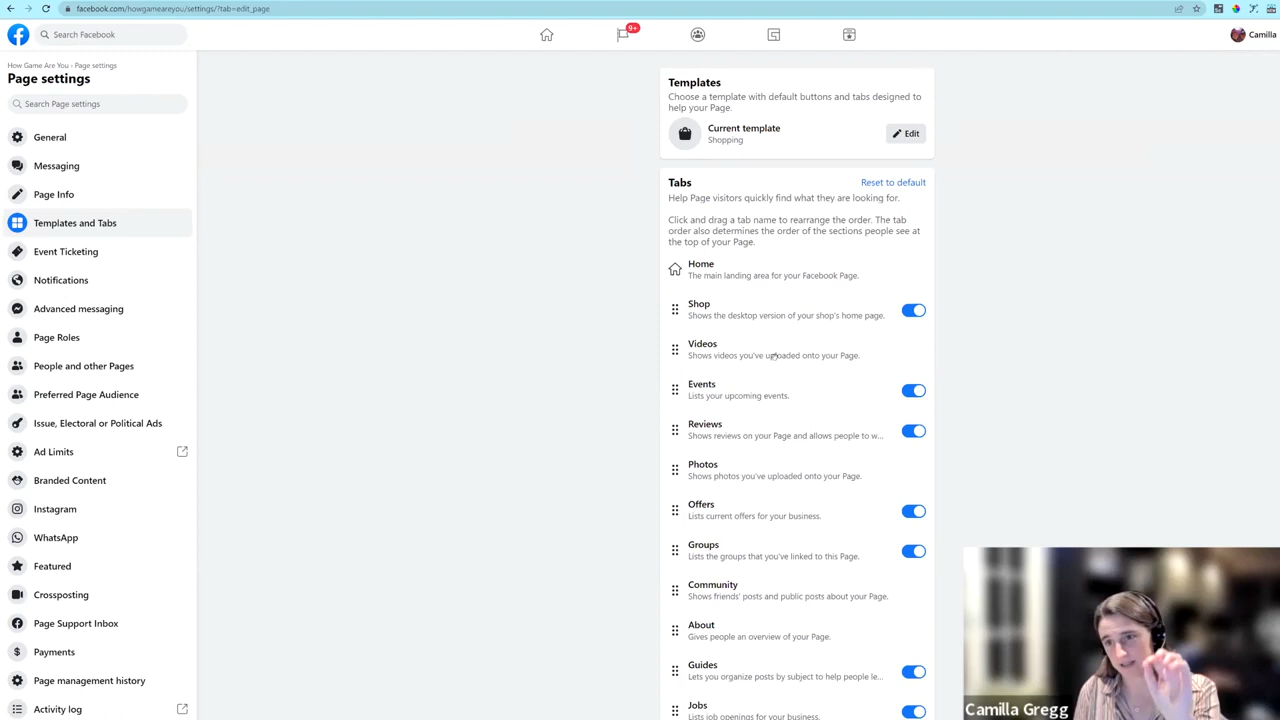 facebook.com/howgameareyou/settings/?tab=edit_page
Search Facebook
9+
Camilla
How Game Are You › Page settings
Page settings
Search Page settings
General
Messaging
Page Info
Templates and Tabs
Event Ticketing
Notifications
Advanced messaging
Page Roles
People and other Pages
Preferred Page Audience
Issue, Electoral or Political Ads
Ad Limits
Branded Content
Instagram
WhatsApp
Featured
Crossposting
Page Support Inbox
Payments
Page management history
Activity log
Templates
Choose a template with default buttons and tabs designed to
help your Page.
Current template
Shopping
Edit
Tabs
Reset to default
Help Page visitors quickly find what they are looking for.
Click and drag a tab name to rearrange the order. The tab
order also determines the order of the sections people see at
the top of your Page.
Home
The main landing area for your Facebook Page.
Shop
Shows the desktop version of your shop's home page.
Videos
Shows videos you've uploaded onto your Page.
Events
Lists your upcoming events.
Reviews
Shows reviews on your Page and allows people to w...
Photos
Shows photos you've uploaded onto your Page.
Offers
Lists current offers for your business.
Groups
Lists the groups that you've linked to this Page.
Community
Shows friends' posts and public posts about your Page.
About
Gives people an overview of your Page.
Guides
Lets you organize posts by subject to help people le...
Jobs
Lists job openings for your business.
Camilla Gregg